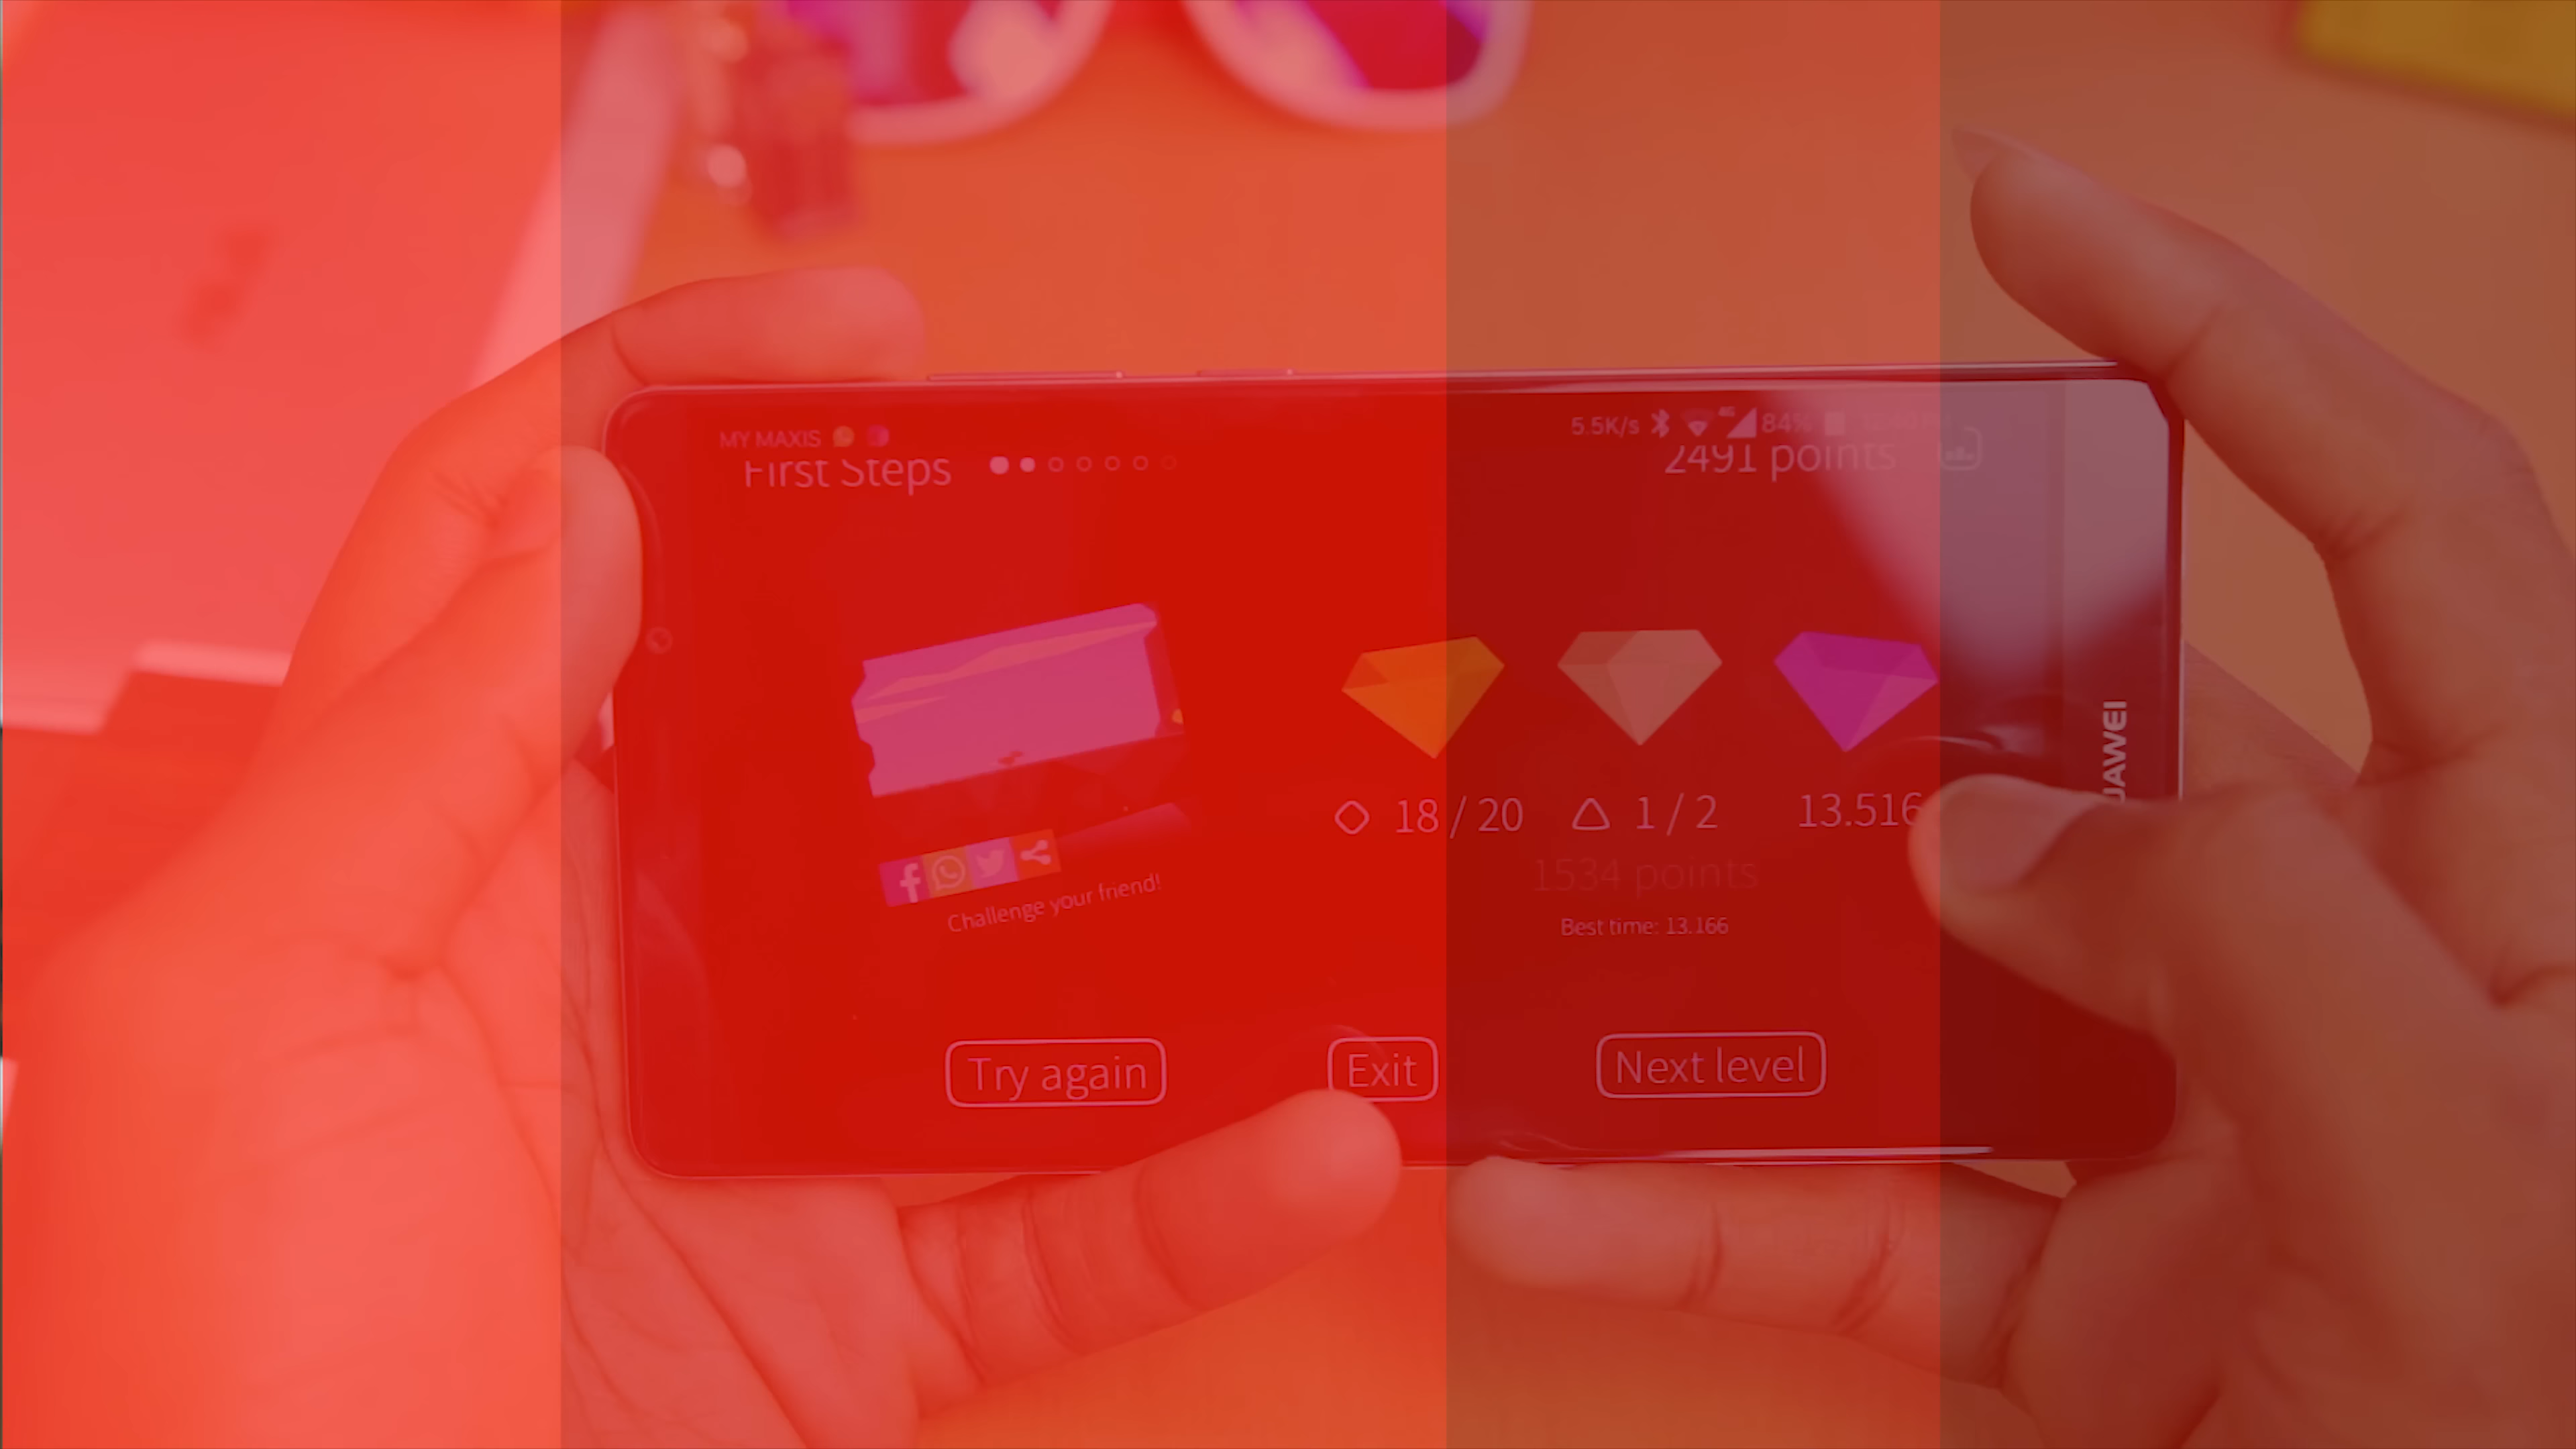 MY MAXIS
5.5K/s 4G 84%
First Steps
2491 points
18 / 20
1 / 2
13.516
1534 points
Best time: 13.166
Challenge your friend!
Try again
Exit
Next level